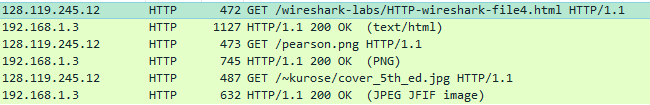 128.119.245.12 HTTP 472 GET /wireshark-labs/HTTP-wireshark-file4.html HTTP/1.1
192.168.1.3 HTTP 1127 HTTP/1.1 200 OK (text/html)
128.119.245.12 HTTP 473 GET /pearson.png HTTP/1.1
192.168.1.3 HTTP 745 HTTP/1.1 200 OK (PNG)
128.119.245.12 HTTP 487 GET /~kurose/cover_5th_ed.jpg HTTP/1.1
192.168.1.3 HTTP 632 HTTP/1.1 200 OK (JPEG JFIF image)